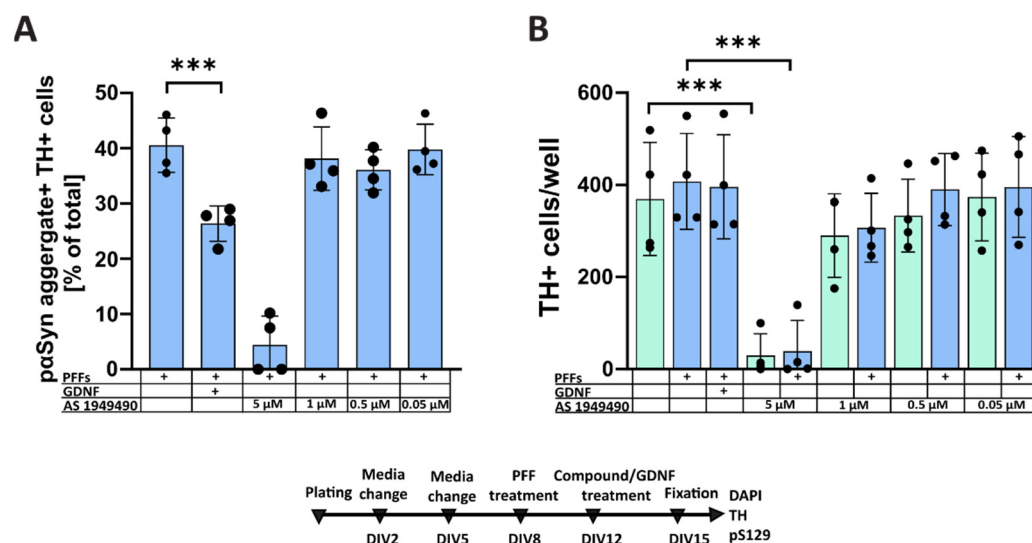 A
***
pαSyn aggergate+ TH+ cells
[% of total]
50
40
30
20
10
0
PFFs + + + + + +
GDNF +
AS 1949490 5 μM 1 μM 0.5 μM 0.05 μM
B
***
***
TH+ cells/well
600
400
200
0
PFFs + + + + + +
GDNF +
AS 1949490 5 μM 1 μM 0.5 μM 0.05 μM
Plating
Media
change
Media
change
PFF
treatment
Compound/GDNF
treatment
Fixation
DIV2
DIV5
DIV8
DIV12
DIV15
DAPI
TH
pS129